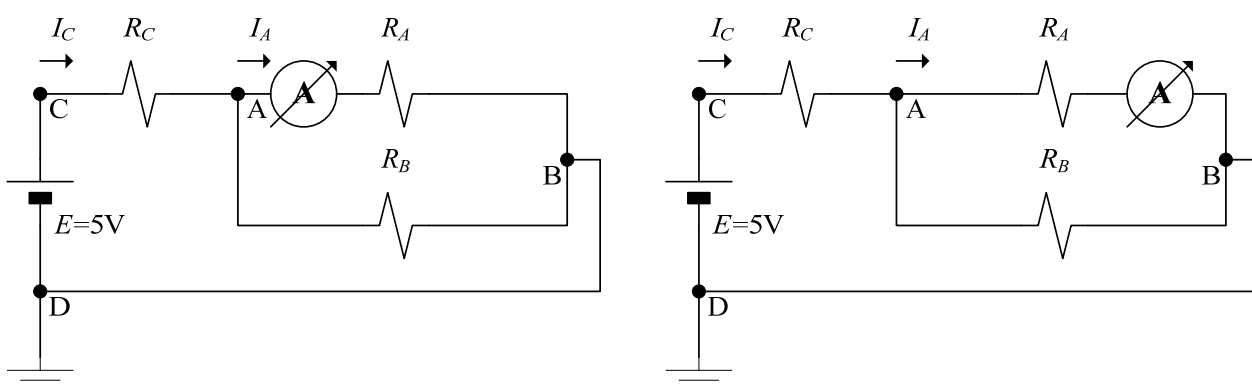 I_C R_C I_A R_A
A
C A
R_B
B
E=5V
D
I_C R_C I_A R_A
A
C A
R_B
B
E=5V
D